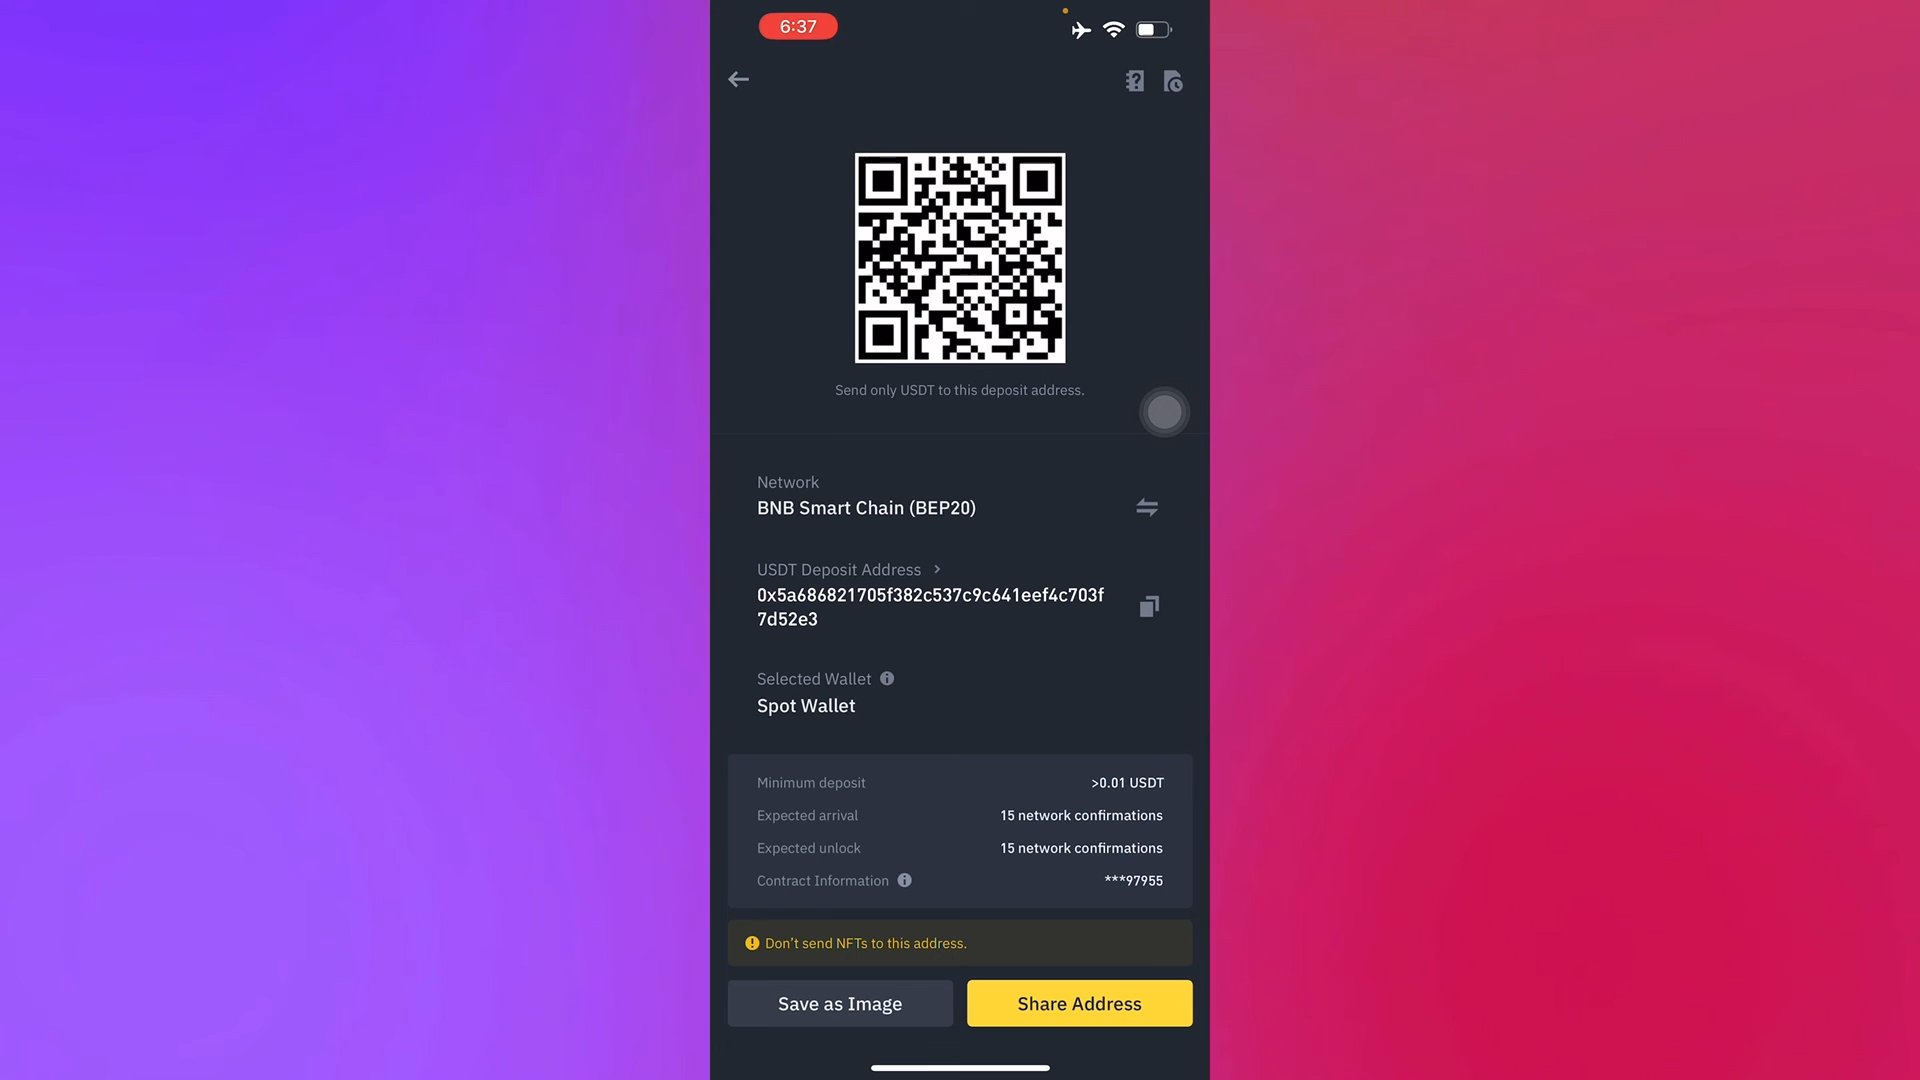 6:37
Send only USDT to this deposit address.
Network
BNB Smart Chain (BEP20)
USDT Deposit Address >
0x5a686821705f382c537c9c641eef4c703f
7d52e3
Selected Wallet
Spot Wallet
Minimum deposit >0.01 USDT
Expected arrival 15 network confirmations
Expected unlock 15 network confirmations
Contract Information ***97955
Don't send NFTs to this address.
Save as Image Share Address